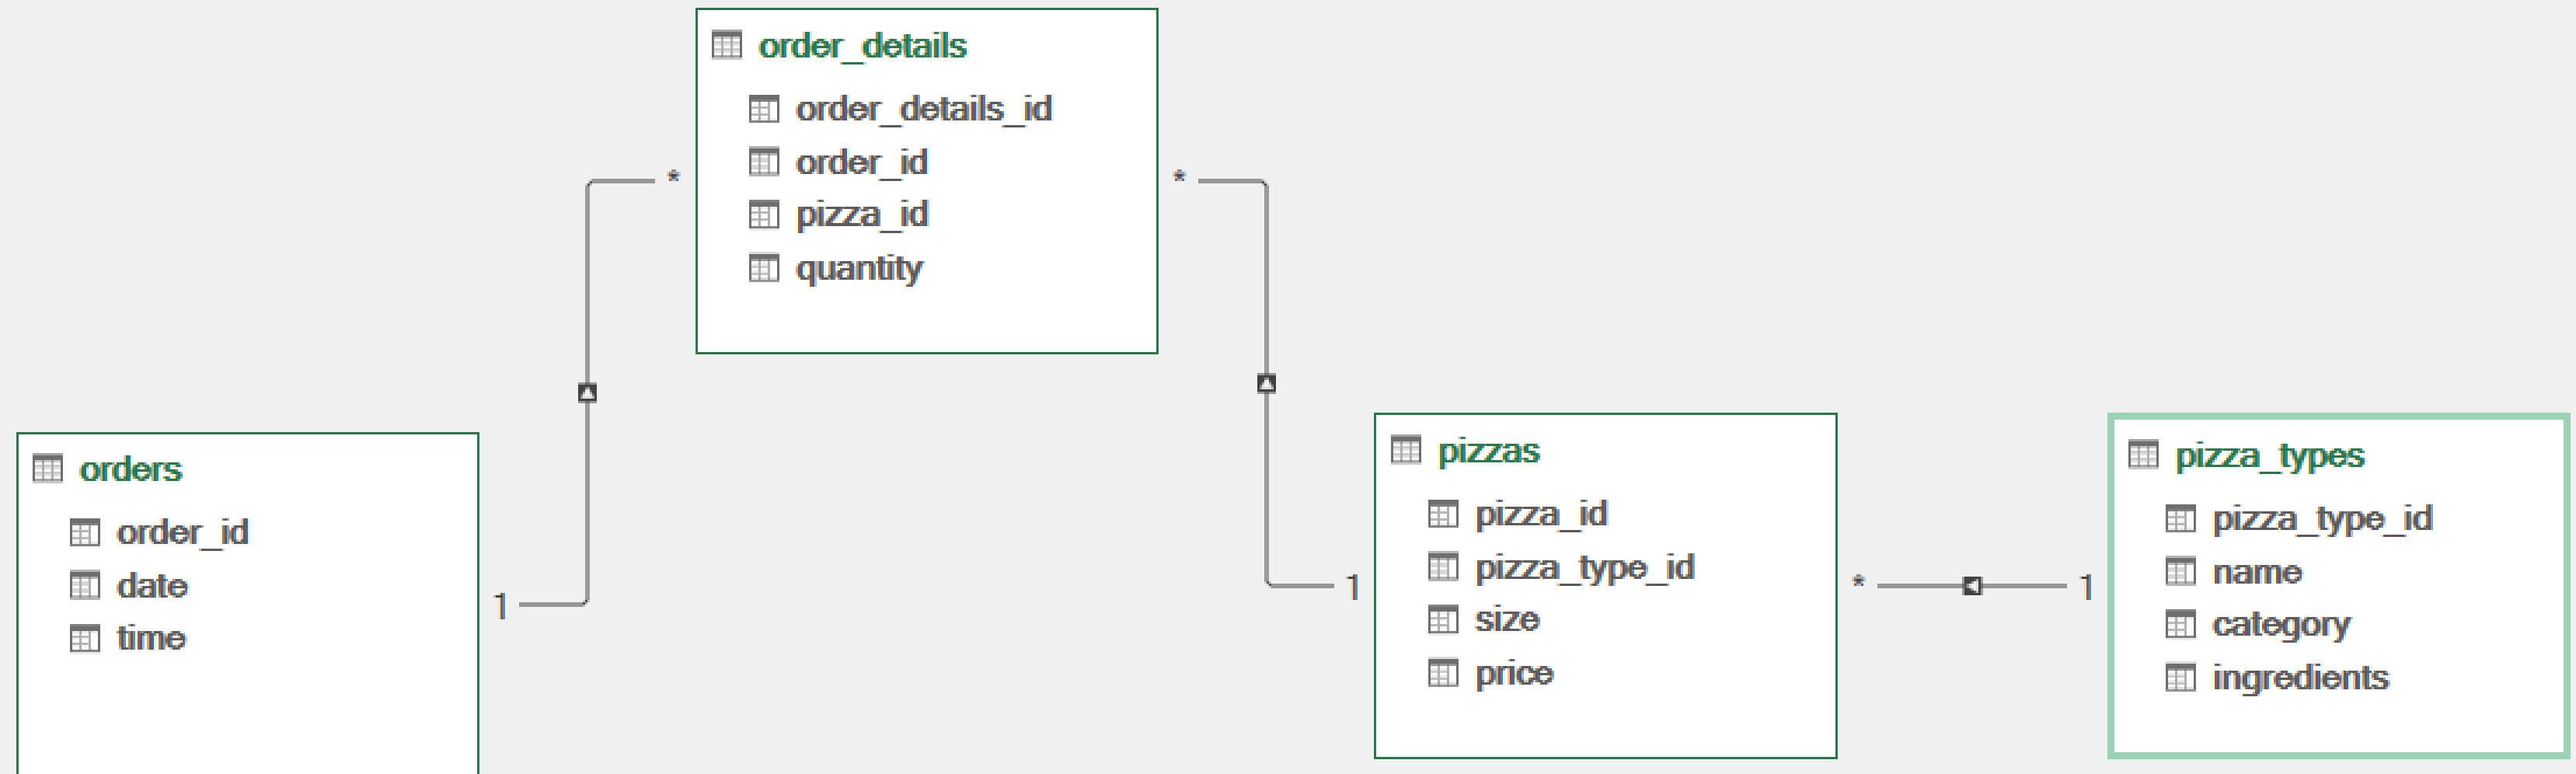 order_details
order_details_id
order_id
pizza_id
quantity
*
*
orders
order_id
date
time
1
pizzas
pizza_id
pizza_type_id
size
price
1
*
1
pizza_types
pizza_type_id
name
category
ingredients